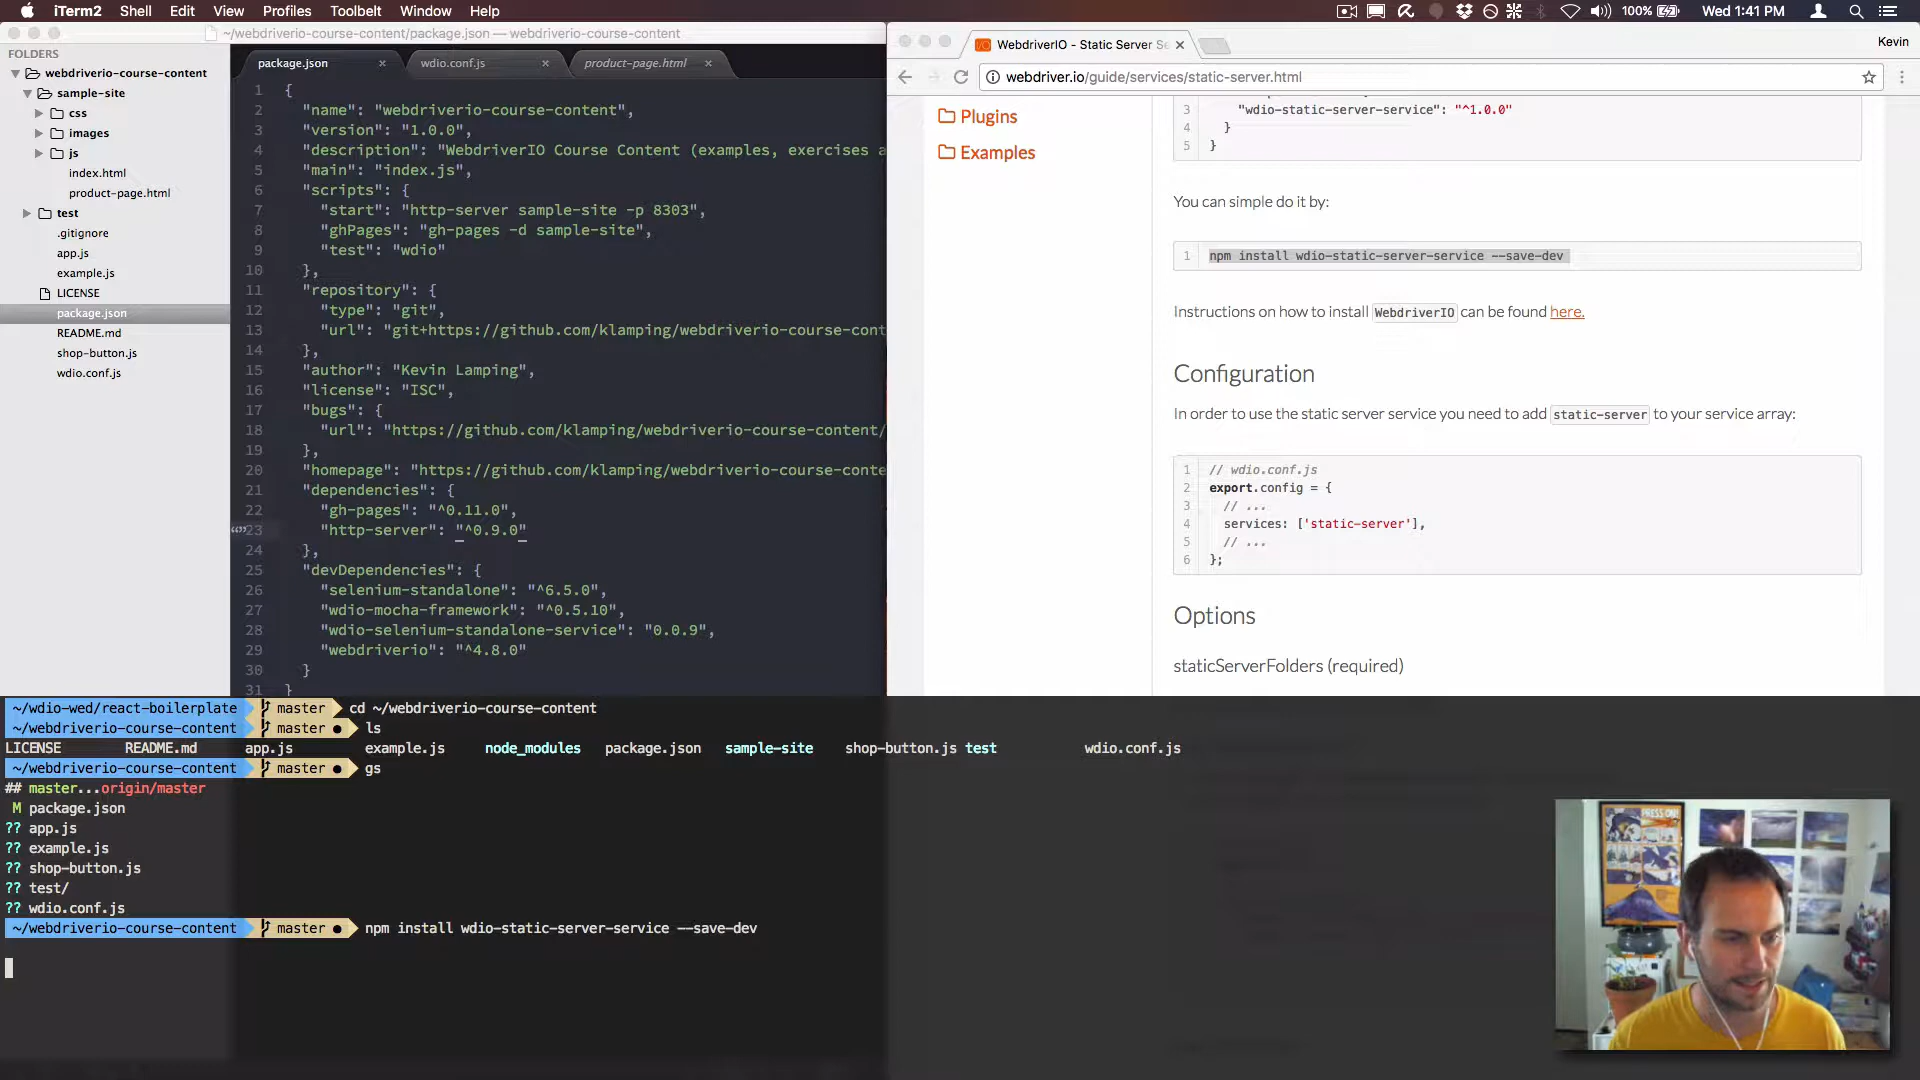 iTerm2 Shell Edit View Profiles Toolbelt Window Help
100% Wed 1:41 PM
~/webdriverio-course-content/package.json — webdriverio-course-content
FOLDERS
webdriverio-course-content
sample-site
css
images
js
index.html
product-page.html
test
.gitignore
app.js
example.js
LICENSE
package.json
README.md
shop-button.js
wdio.conf.js
package.json × wdio.conf.js × product-page.html ×
1 {
2 "name": "webdriverio-course-content",
3 "version": "1.0.0",
4 "description": "WebdriverIO Course Content (examples, exercises a
5 "main": "index.js",
6 "scripts": {
7 "start": "http-server sample-site -p 8303",
8 "ghPages": "gh-pages -d sample-site",
9 "test": "wdio"
10 },
11 "repository": {
12 "type": "git",
13 "url": "git+https://github.com/klamping/webdriverio-course-cont
14 },
15 "author": "Kevin Lamping",
16 "license": "ISC",
17 "bugs": {
18 "url": "https://github.com/klamping/webdriverio-course-content/
19 },
20 "homepage": "https://github.com/klamping/webdriverio-course-conte
21 "dependencies": {
22 "gh-pages": "^0.11.0",
23 "http-server": "^0.9.0"
24 },
25 "devDependencies": {
26 "selenium-standalone": "^6.5.0",
27 "wdio-mocha-framework": "^0.5.10",
28 "wdio-selenium-standalone-service": "0.0.9",
29 "webdriverio": "^4.8.0"
30 }
31 }
WebdriverIO - Static Server Se ×
Kevin
webdriver.io/guide/services/static-server.html
Plugins
Examples
3 "wdio-static-server-service": "^1.0.0"
4 }
5 }
You can simple do it by:
1 npm install wdio-static-server-service --save-dev
Instructions on how to install WebdriverIO can be found here.
Configuration
In order to use the static server service you need to add static-server to your service array:
1 // wdio.conf.js
2 export.config = {
3 // ...
4 services: ['static-server'],
5 // ...
6 };
Options
staticServerFolders (required)
~/wdio-wed/react-boilerplate master cd ~/webdriverio-course-content
~/webdriverio-course-content master ● ls
LICENSE README.md app.js example.js node_modules package.json sample-site shop-button.js test wdio.conf.js
~/webdriverio-course-content master ● gs
## master...origin/master
M package.json
?? app.js
?? example.js
?? shop-button.js
?? test/
?? wdio.conf.js
~/webdriverio-course-content master ● npm install wdio-static-server-service --save-dev
PRESS ON!